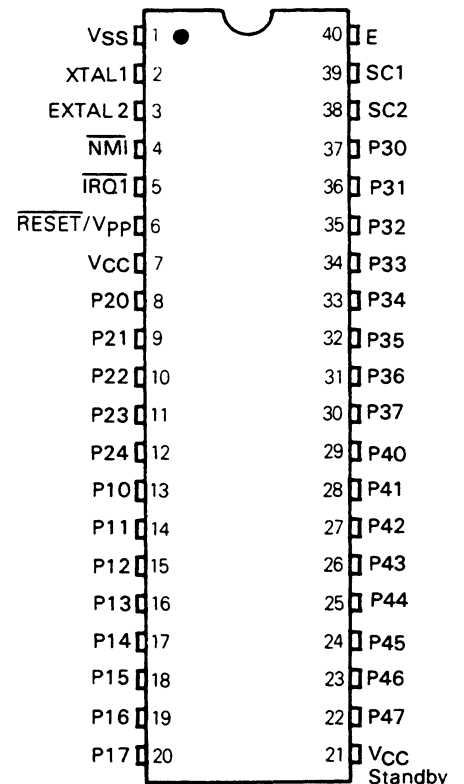 VSS 1 40 E
XTAL1 2 39 SC1
EXTAL2 3 38 SC2
NMI 4 37 P30
IRQ1 5 36 P31
RESET/VPP 6 35 P32
VCC 7 34 P33
P20 8 33 P34
P21 9 32 P35
P22 10 31 P36
P23 11 30 P37
P24 12 29 P40
P10 13 28 P41
P11 14 27 P42
P12 15 26 P43
P13 16 25 P44
P14 17 24 P45
P15 18 23 P46
P16 19 22 P47
P17 20 21 VCC
Standby